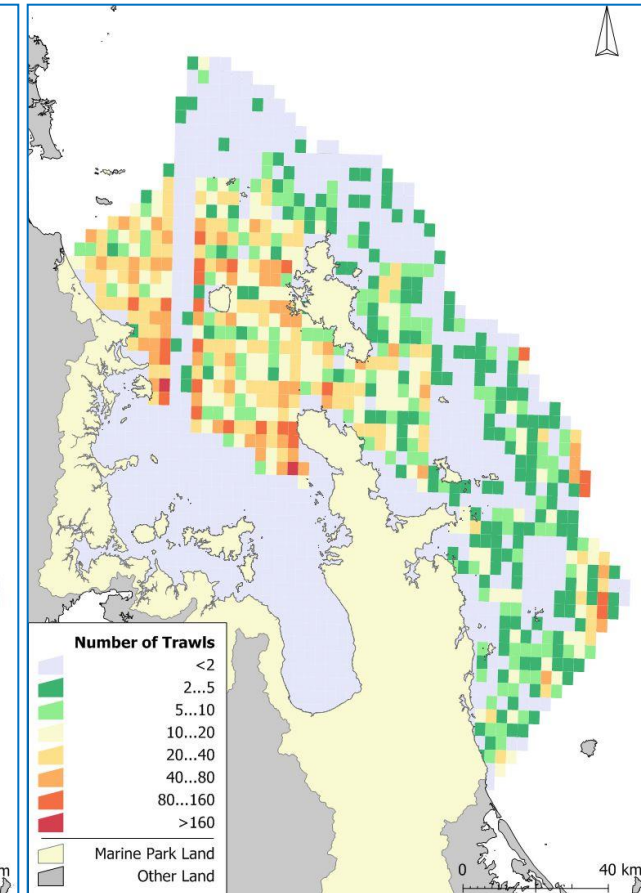 Number of Trawls
<2
2...5
5...10
10...20
20...40
40...80
80...160
>160
Marine Park Land
Other Land
0
40 km
m